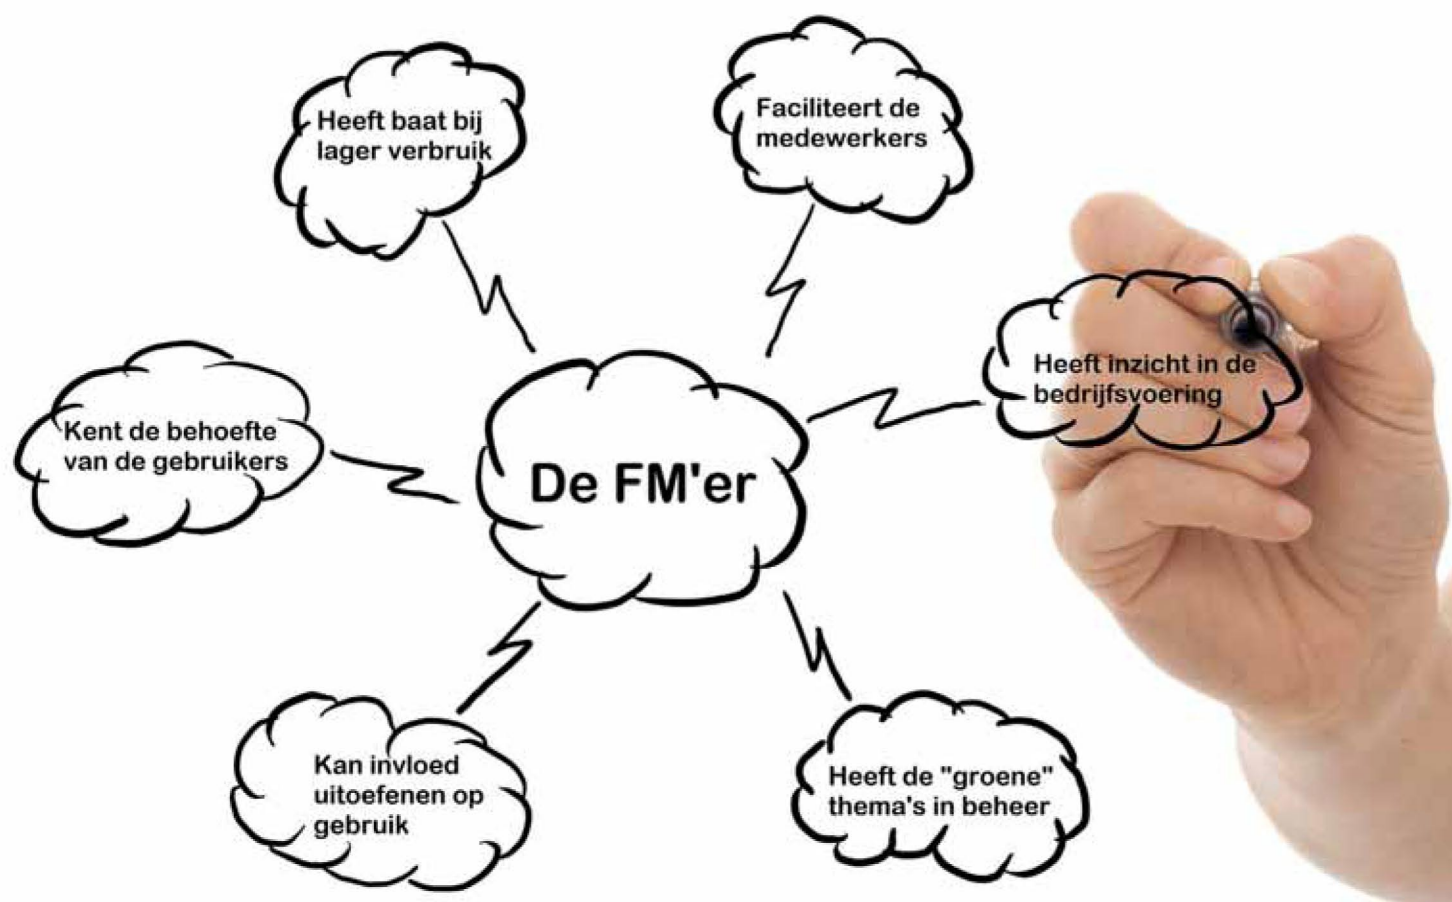 Heeft baat bij
lager verbruik
Faciliteert de
medewerkers
Heeft inzicht in de
bedrijfsvoering
Kent de behoefte
van de gebruikers
De FM'er
Kan invloed
uitoefenen op
gebruik
Heeft de "groene"
thema's in beheer